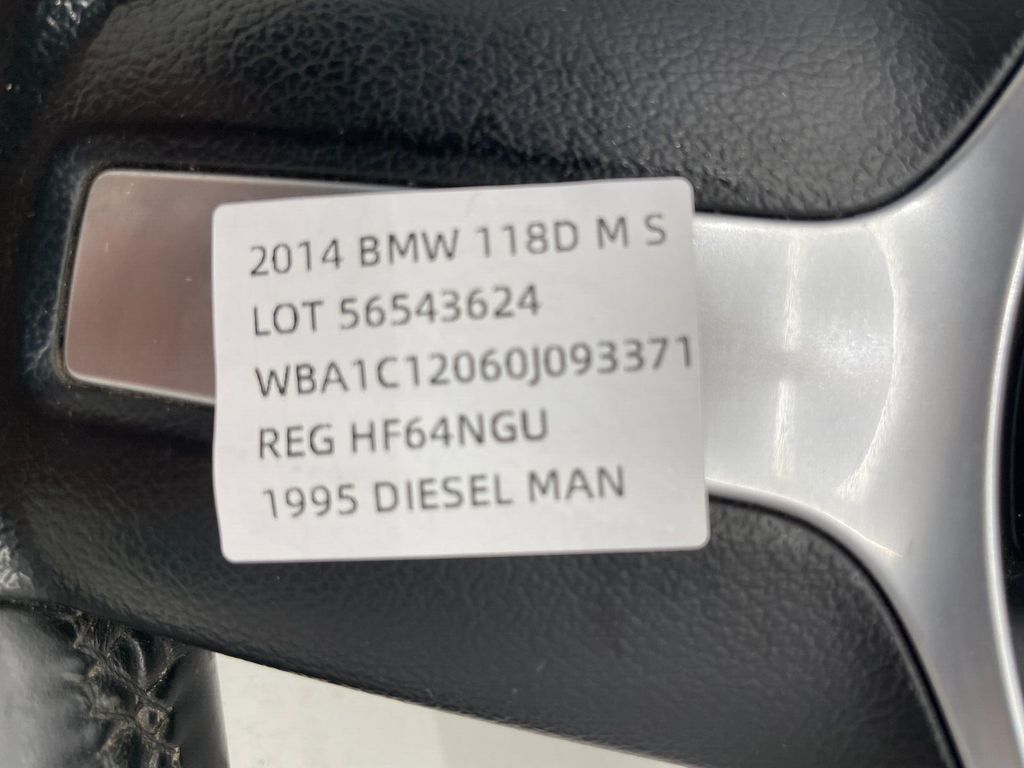 2014 BMW 118D M S
LOT 56543624
WBA1C12060J093371
REG HF64NGU
1995 DIESEL MAN